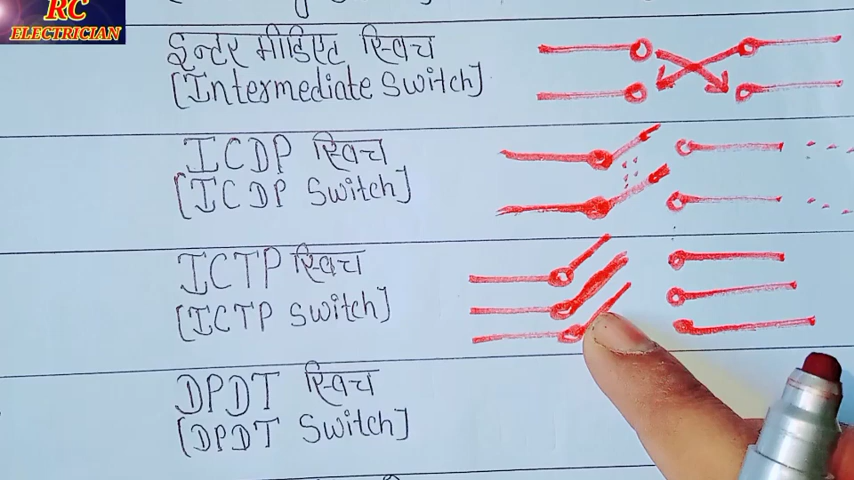 RC
ELECTRICIAN
इन्टर मीडिएट स्विच
[Intermediate Switch]
ICDP स्विच
[ICDP Switch]
ICTP स्विच
[ICTP Switch]
DPDT स्विच
[DPDT Switch]